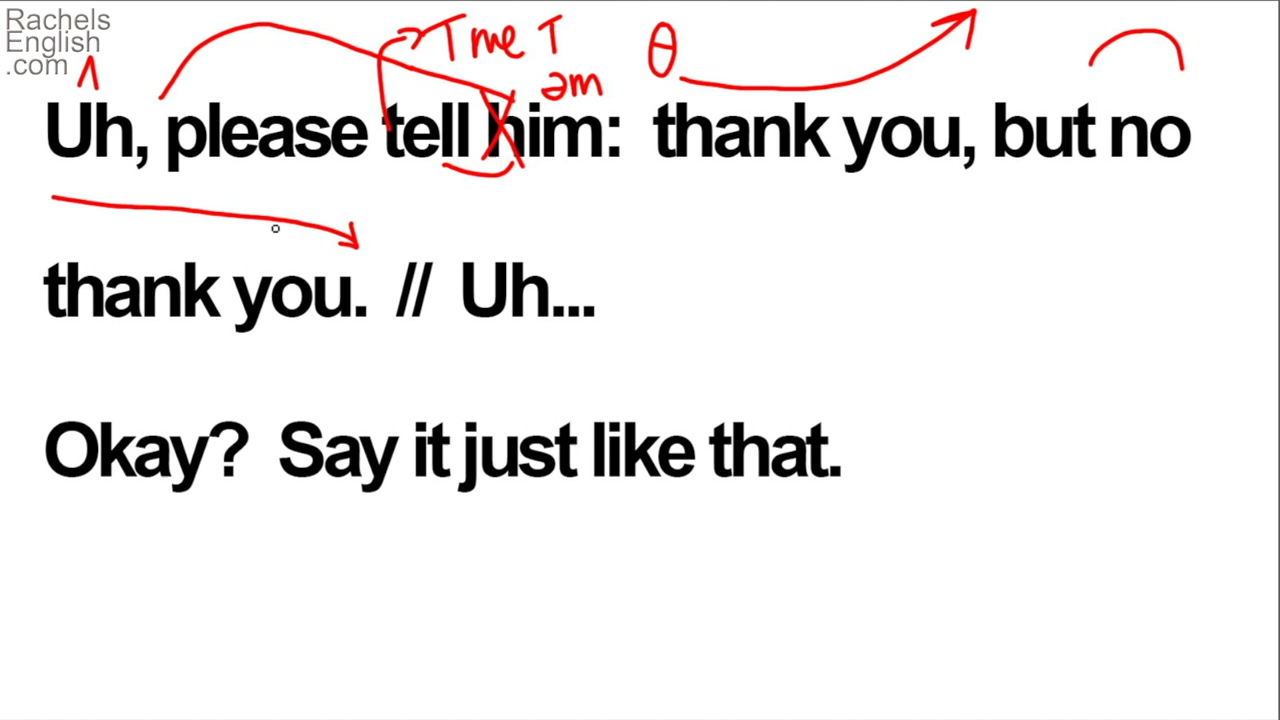 Rachels
English
.com
ʌ
True T
əm
θ
Uh, please tell him: thank you, but no
thank you. // Uh...
Okay? Say it just like that.